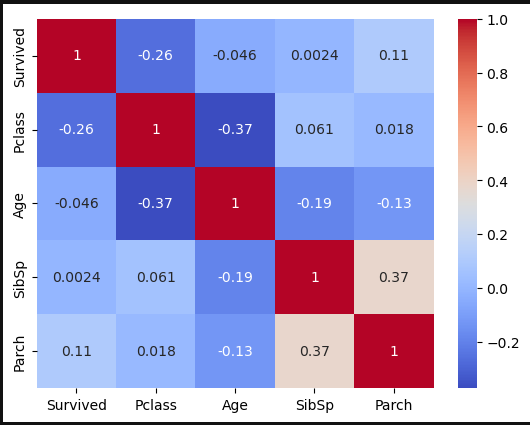 Survived 1 -0.26 -0.046 0.0024 0.11
Pclass -0.26 1 -0.37 0.061 0.018
Age -0.046 -0.37 1 -0.19 -0.13
SibSp 0.0024 0.061 -0.19 1 0.37
Parch 0.11 0.018 -0.13 0.37 1
Survived Pclass Age SibSp Parch
1.0
0.8
0.6
0.4
0.2
0.0
−0.2